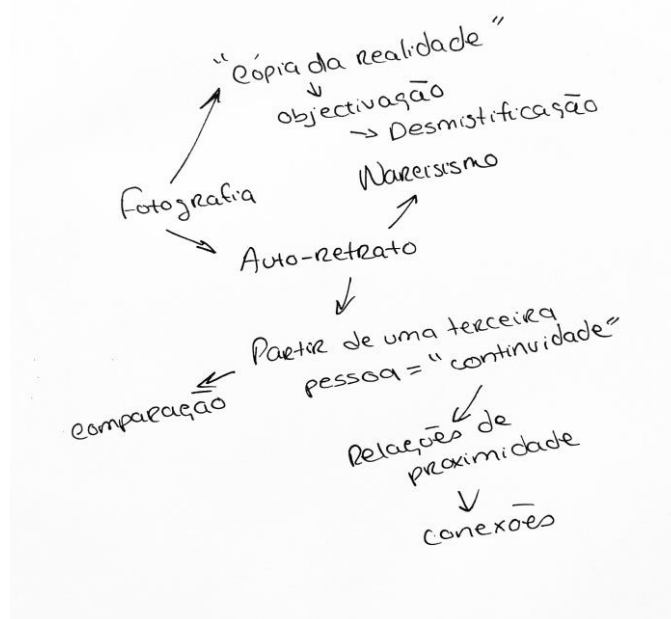 "Cópia da realidade"
objectivação
Desmistificação
Narcisismo
Fotografia
Auto-retrato
Partir de uma terceira
pessoa = "continuidade"
comparação
Relações de
proximidade
conexões